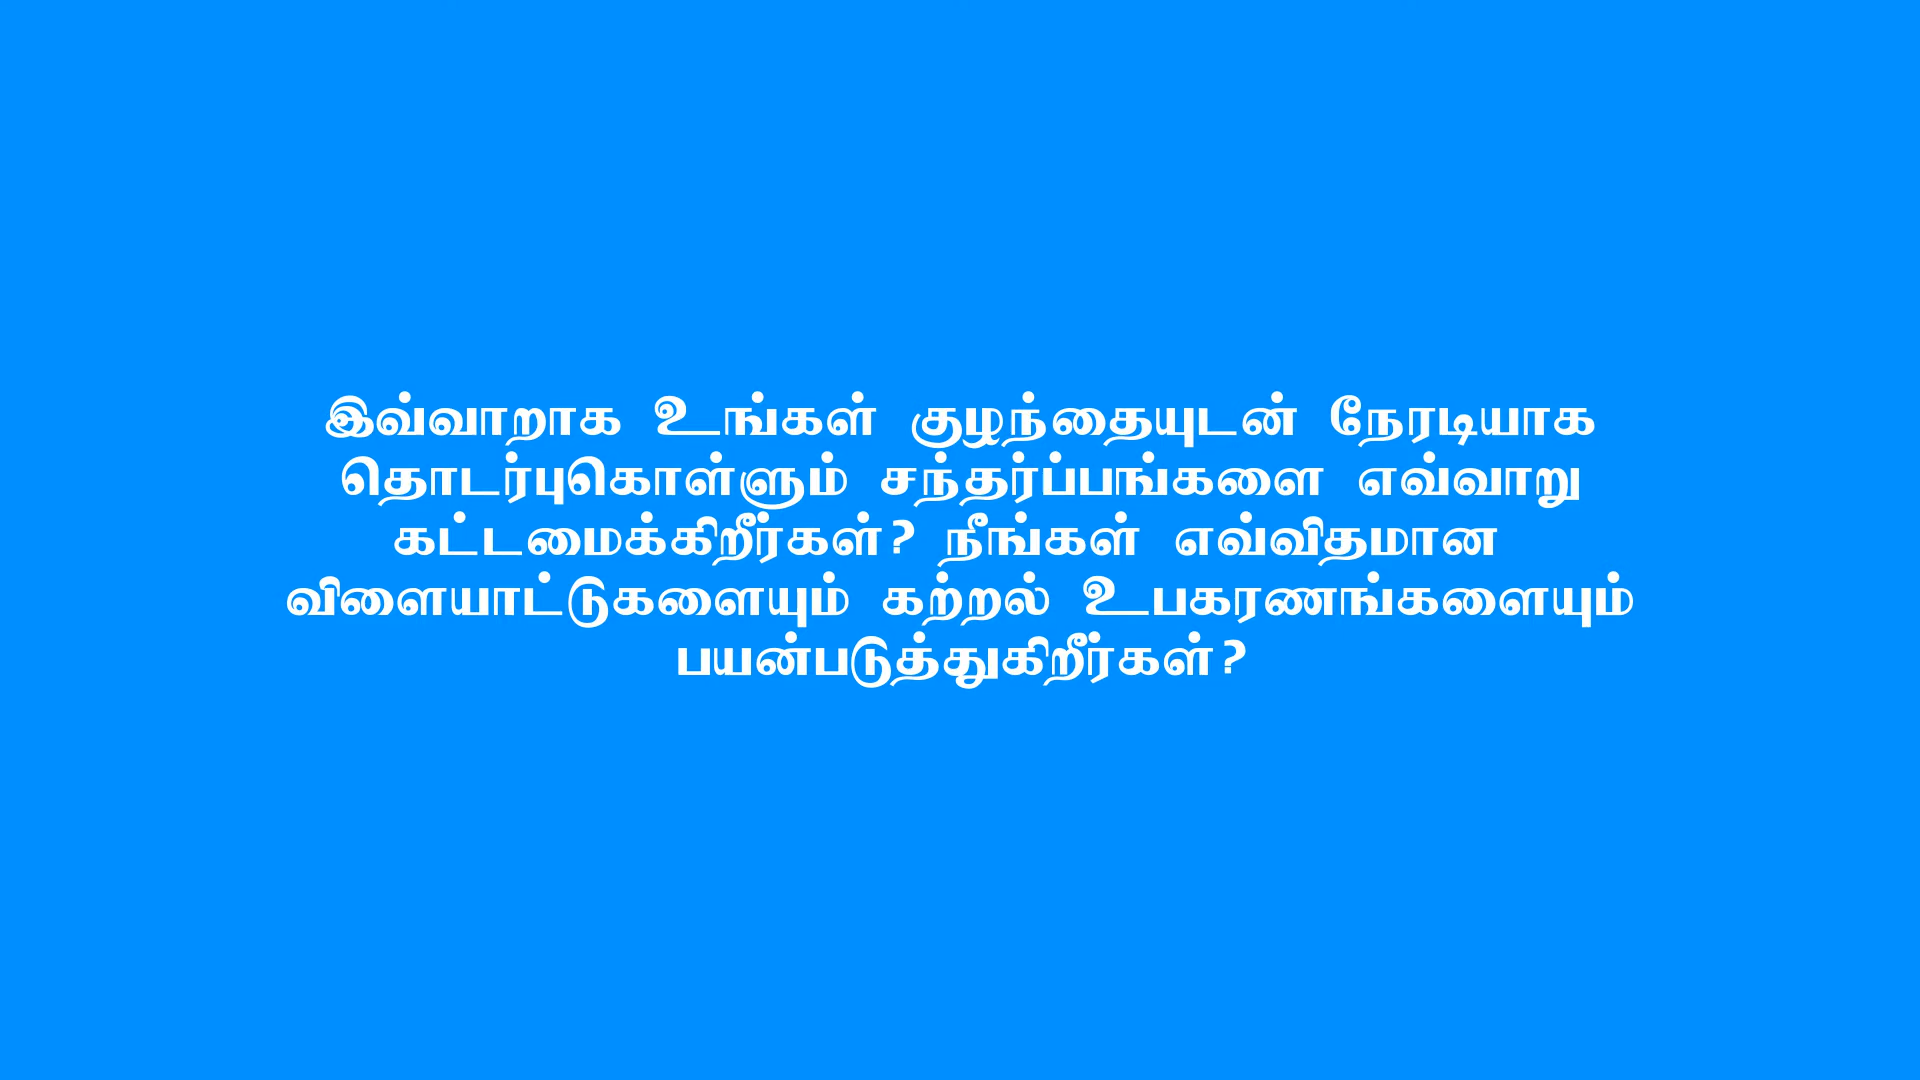 இவ்வாறாக உங்கள் குழந்தையுடன் நேரடியாக
தொடர்புகொள்ளும் சந்தர்ப்பங்களை எவ்வாறு
கட்டமைக்கிறீர்கள்? நீங்கள் எவ்விதமான
விளையாட்டுகளையும் கற்றல் உபகரணங்களையும்
பயன்படுத்துகிறீர்கள்?